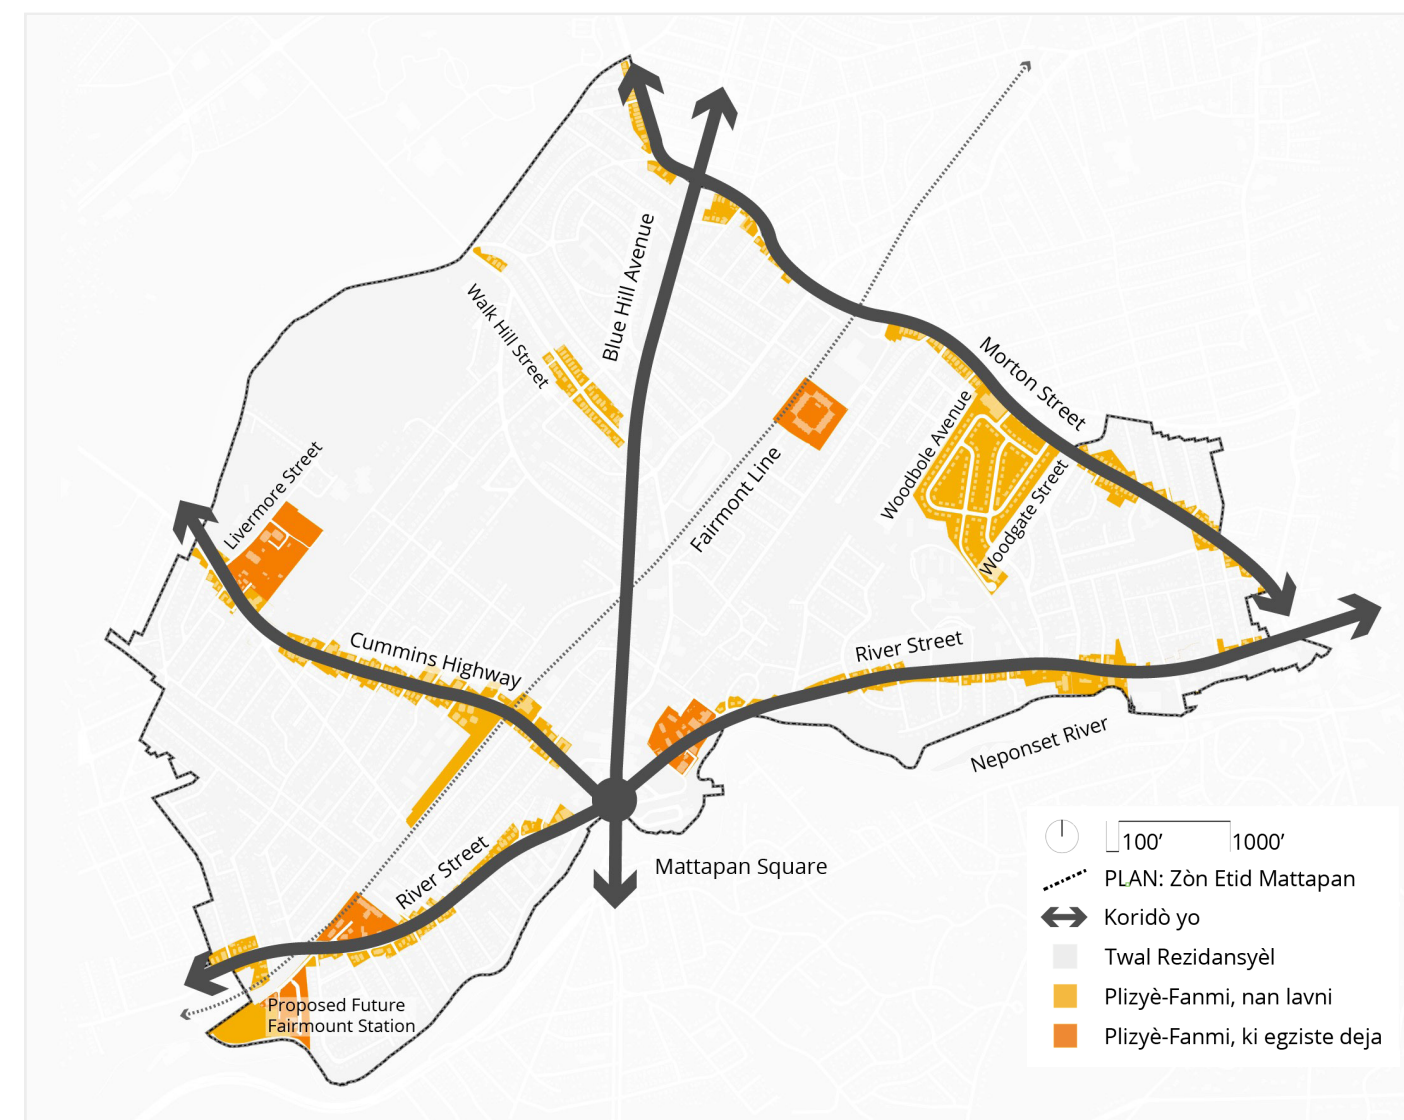 Blue Hill Avenue
Walk Hill Street
Morton Street
Woodbole Avenue
Fairmont Line
Livermore Street
Woodgate Street
Cummins Highway
River Street
Neponset River
River Street
Mattapan Square
Proposed Future
Fairmount Station
100’ 1000’
PLAN: Zòn Etid Mattapan
Koridò yo
Twal Rezidansyèl
Plizyè-Fanmi, nan lavni
Plizyè-Fanmi, ki egziste deja